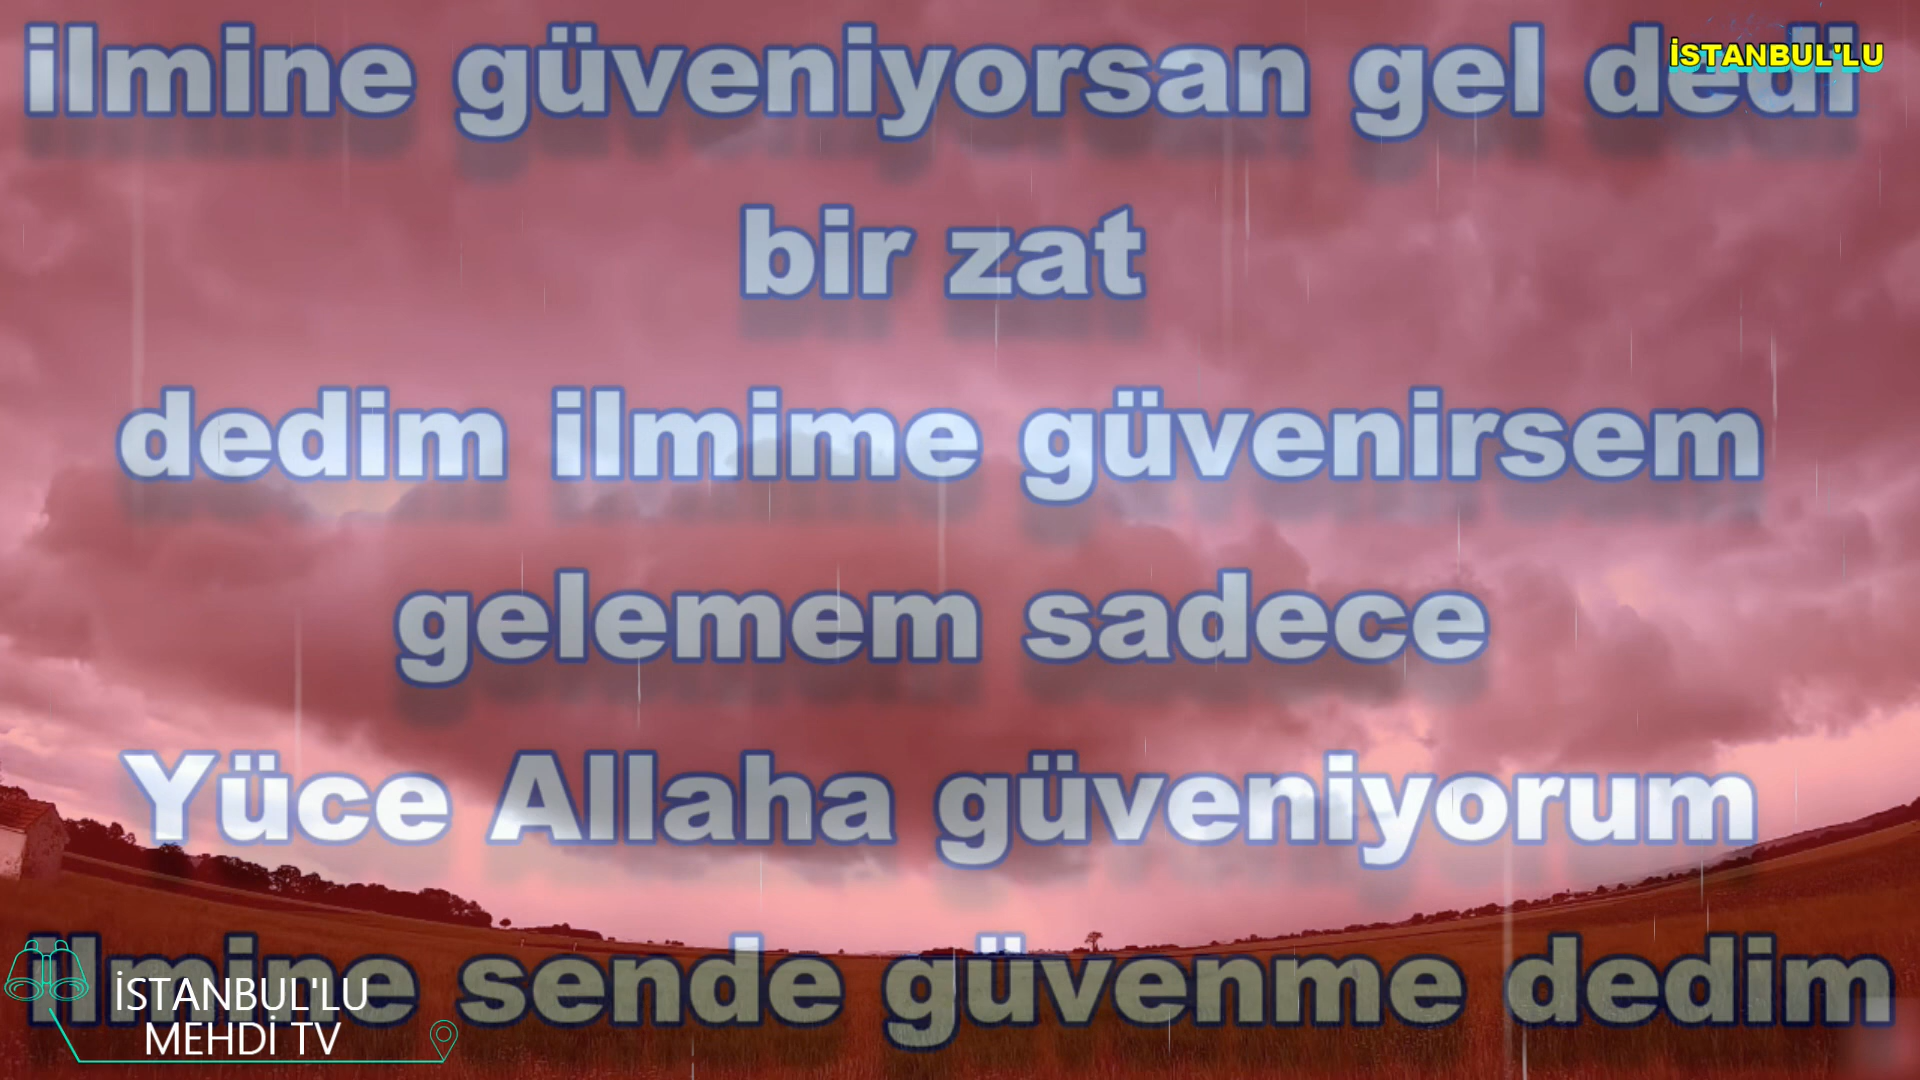 ilmine güveniyorsan gel dedi
İSTANBUL'LU
bir zat
dedim ilmime güvenirsem
gelemem sadece
Yüce Allaha güveniyorum
ilmine sende güvenme dedim
İSTANBUL'LU
MEHDİ TV